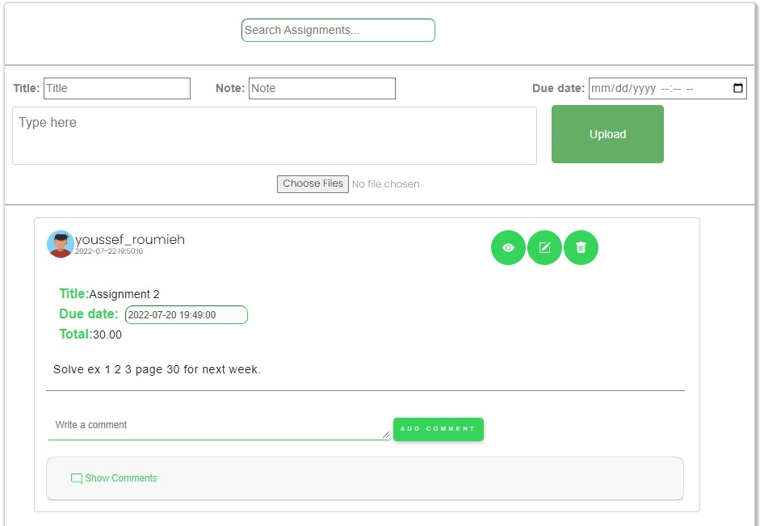 Search Assignments...
Title: Title Note: Note Due date: mm/dd/yyyy --:-- --
Type here
Upload
Choose Files No file chosen
youssef_roumieh
2022-07-22 19:50:16
Title:Assignment 2
Due date: 2022-07-20 19:49:00
Total:30.00
Solve ex 1 2 3 page 30 for next week.
Write a comment
ADD COMMENT
Show Comments